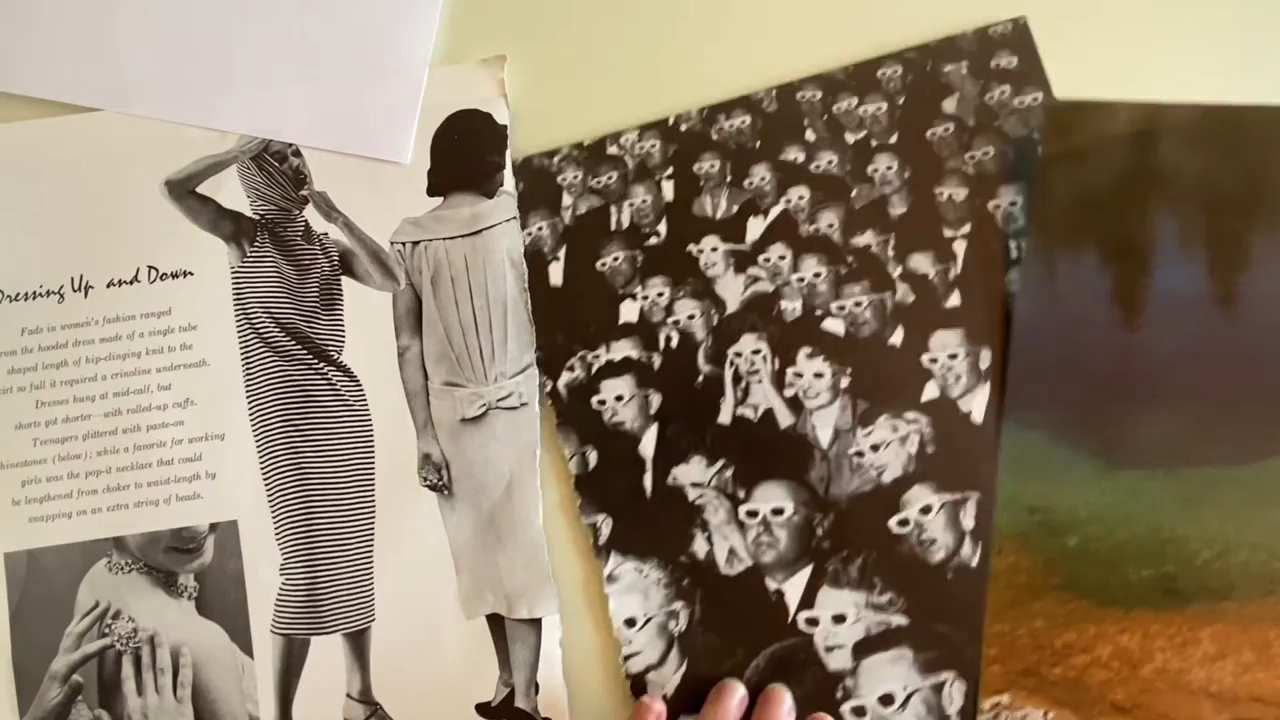 Dressing Up and Down
Fads in women's fashion ranged
from the hooded dress made of a single tube
shaped length of hip-clinging knit to the
skirt so full it required a crinoline underneath.
Dresses hung at mid-calf, but
shorts got shorter—with rolled-up cuffs.
Teenagers glittered with paste-on
rhinestones (below); while a favorite for working
girls was the pop-it necklace that could
be lengthened from choker to waist-length by
snapping on an extra string of beads.